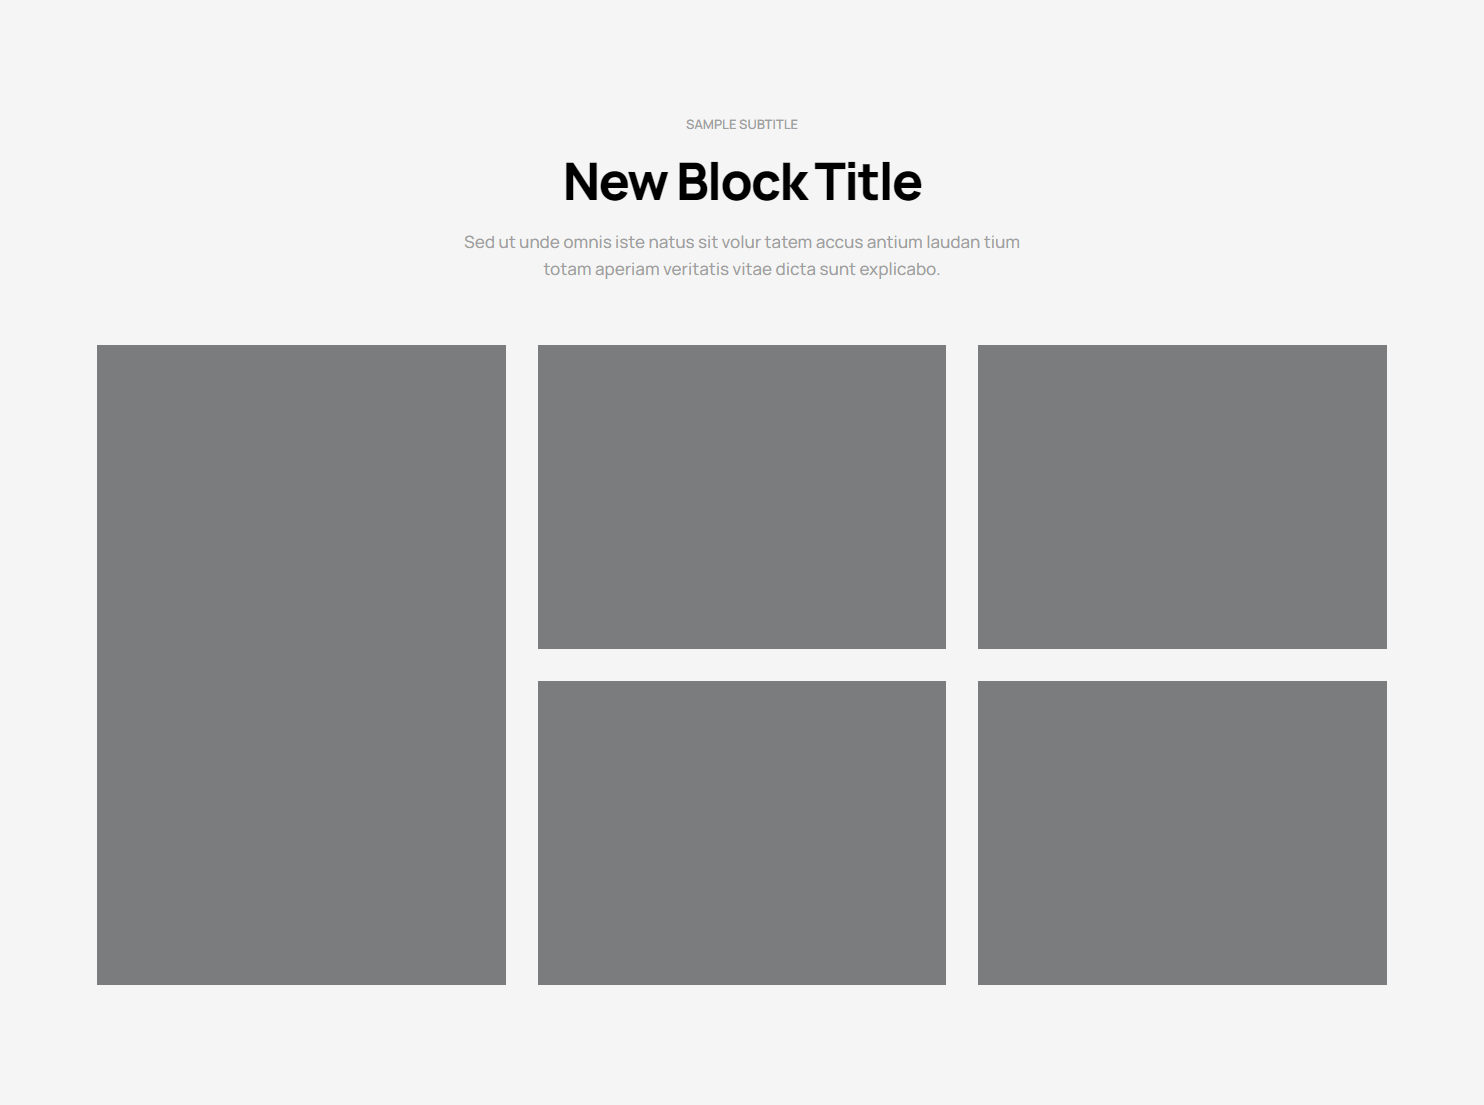 SAMPLE SUBTITLE
New Block Title
Sed ut unde omnis iste natus sit volur tatem accus antium laudan tium
totam aperiam veritatis vitae dicta sunt explicabo.